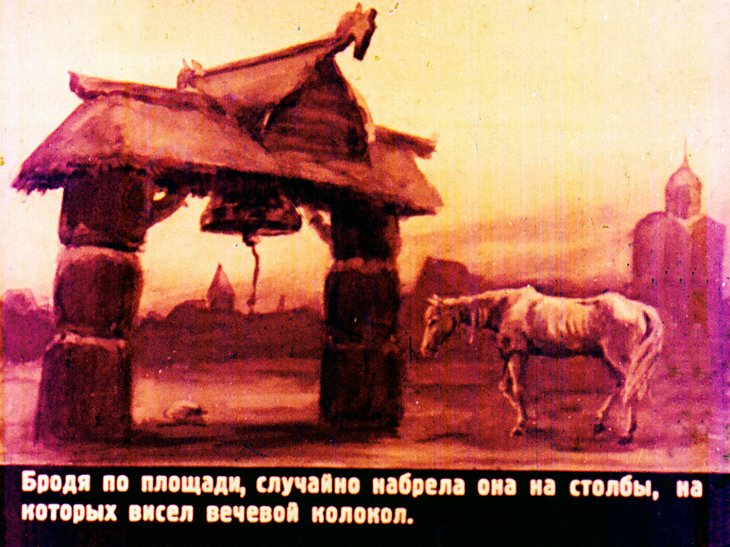 Бродя по площади, случайно набрела она на столбы, на
которых висел вечевой колокол.